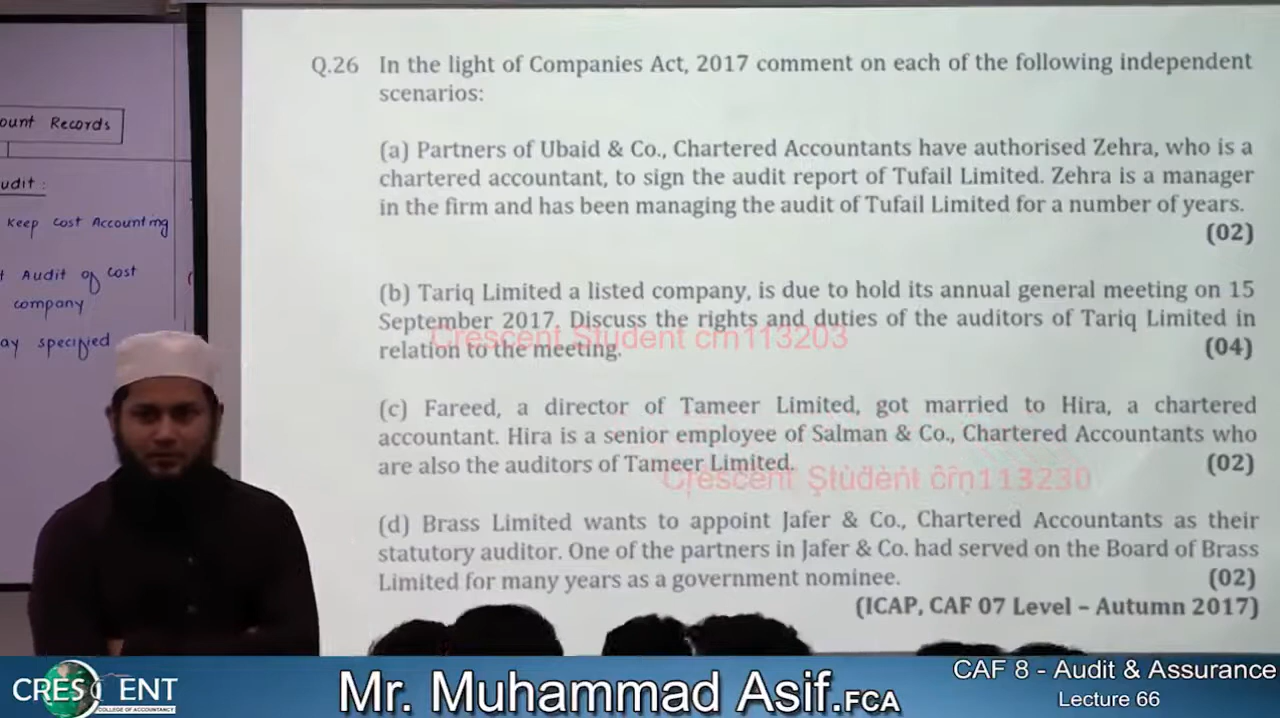 ount Records
udit :
keep cost Accounting
t Audit of cost
company
ay specified
Q.26 In the light of Companies Act, 2017 comment on each of the following independent
scenarios:
(a) Partners of Ubaid & Co., Chartered Accountants have authorised Zehra, who is a
chartered accountant, to sign the audit report of Tufail Limited. Zehra is a manager
in the firm and has been managing the audit of Tufail Limited for a number of years.
(02)
(b) Tariq Limited a listed company, is due to hold its annual general meeting on 15
September 2017. Discuss the rights and duties of the auditors of Tariq Limited in
Crescent Student crn113203
relation to the meeting. (04)
(c) Fareed, a director of Tameer Limited, got married to Hira, a chartered
accountant. Hira is a senior employee of Salman & Co., Chartered Accountants who
are also the auditors of Tameer Limited. (02)
Crescent Student crn113230
(d) Brass Limited wants to appoint Jafer & Co., Chartered Accountants as their
statutory auditor. One of the partners in Jafer & Co. had served on the Board of Brass
Limited for many years as a government nominee. (02)
(ICAP, CAF 07 Level – Autumn 2017)
CRESCENT
COLLEGE OF ACCOUNTANCY
Mr. Muhammad Asif.FCA
CAF 8 - Audit & Assurance
Lecture 66